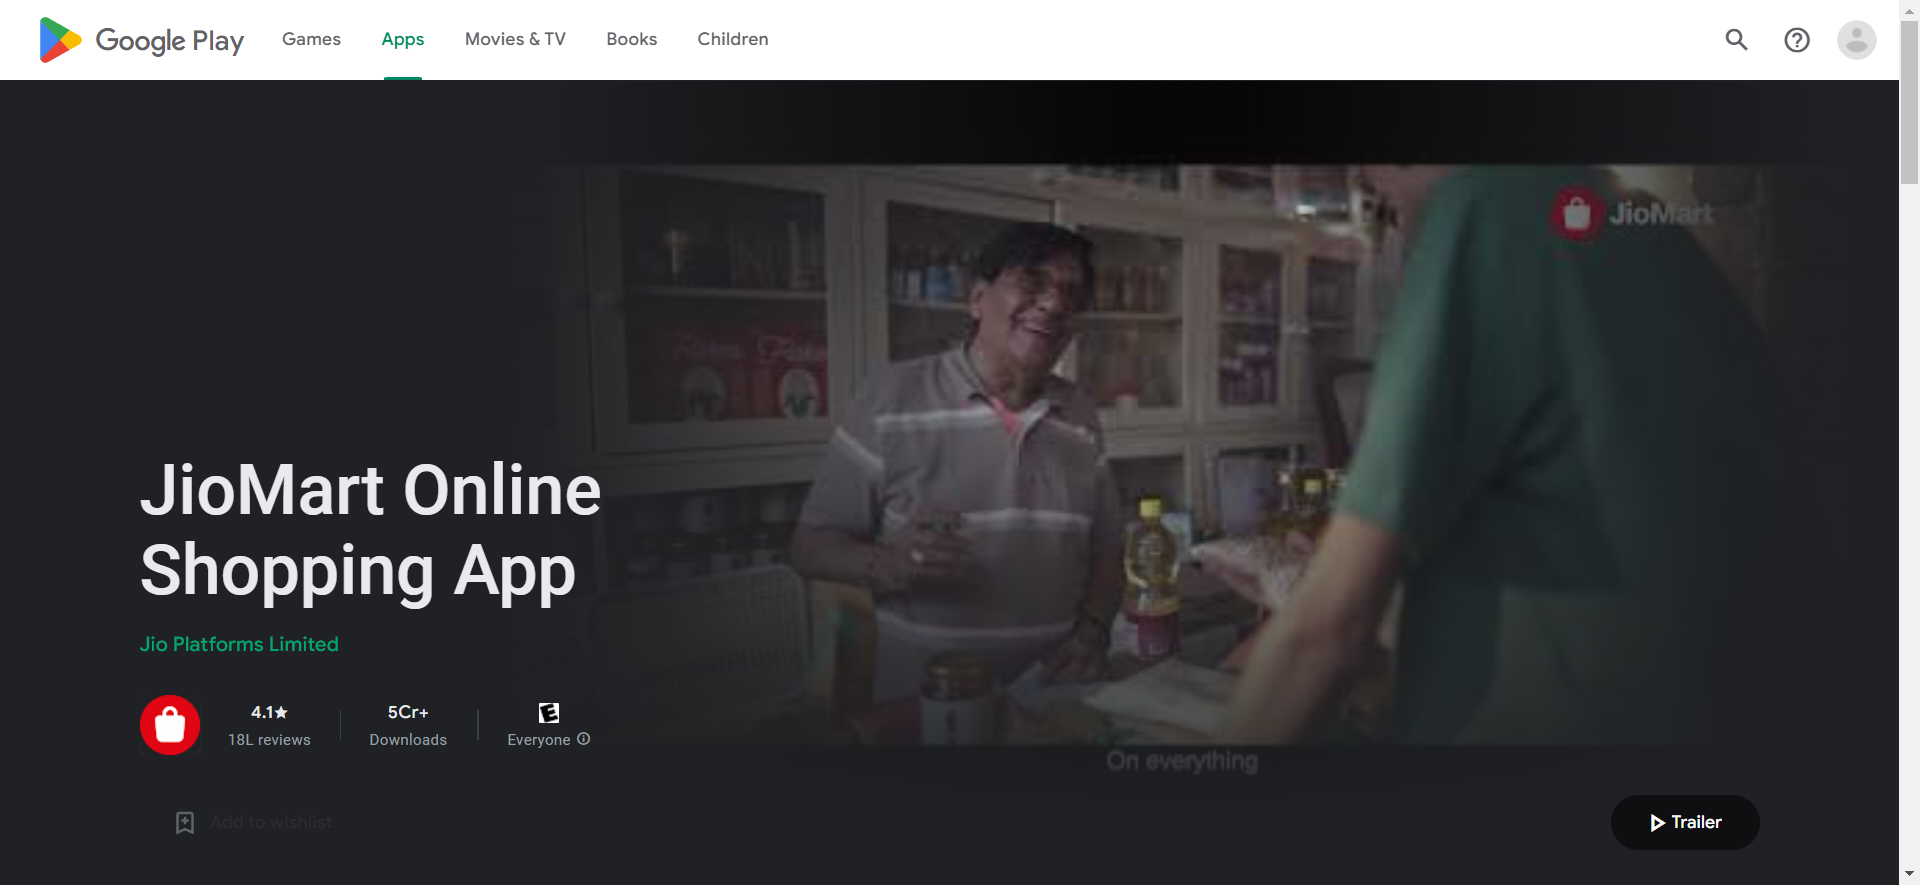 Google Play Games Apps Movies & TV Books Children
JioMart
JioMart Online
Shopping App
Jio Platforms Limited
4.1★ 5Cr+ E
18L reviews Downloads Everyone
On everything
Add to wishlist Trailer